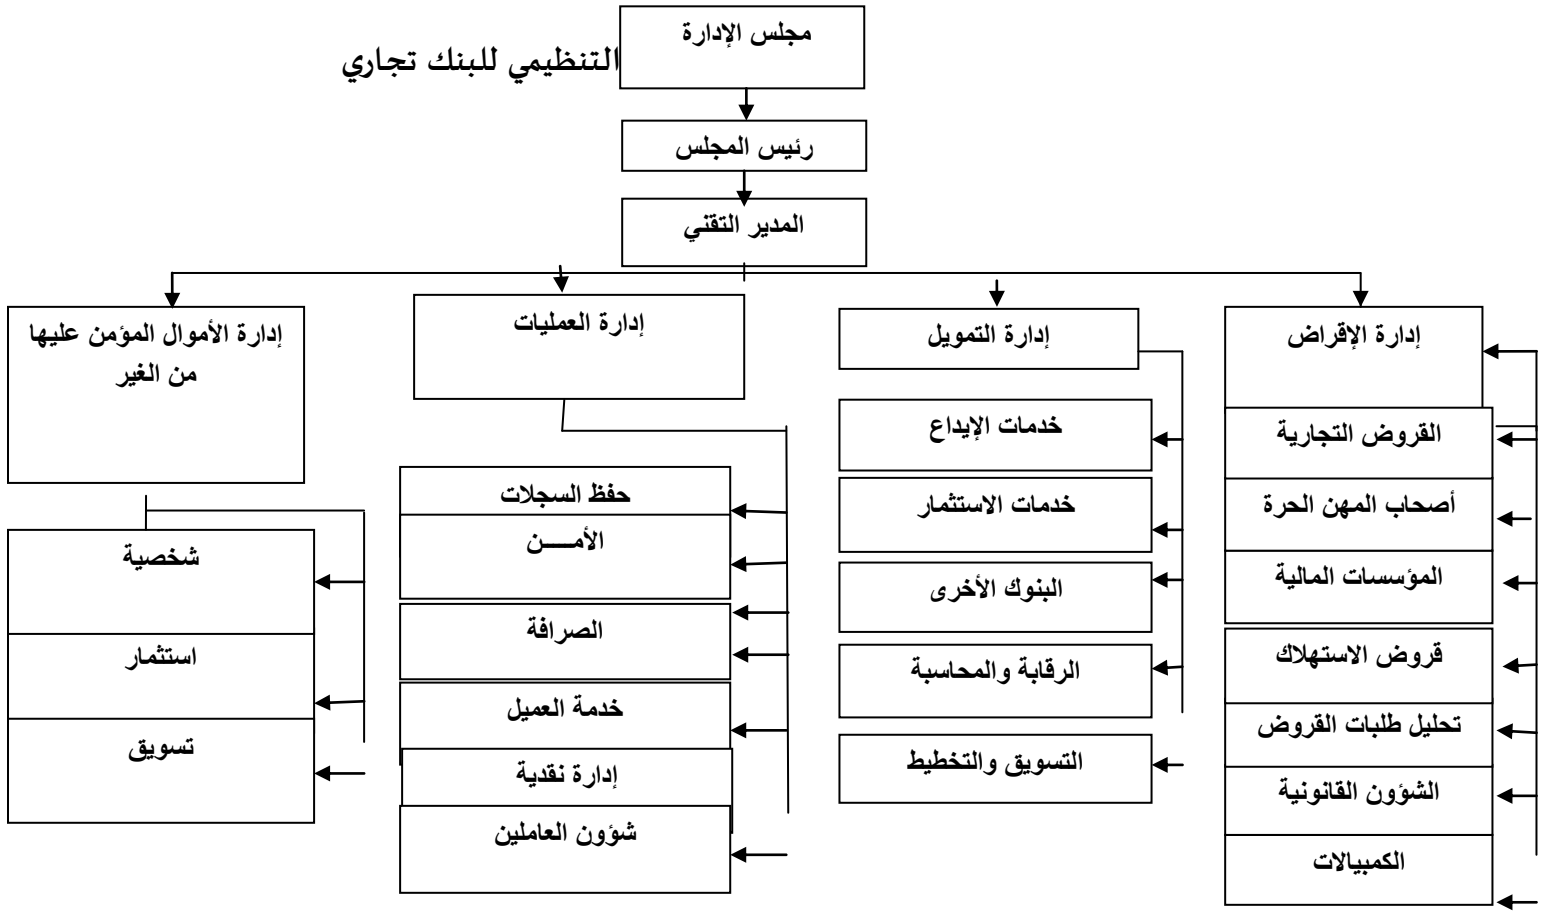 مجلس الإدارة
التنظيمي للبنك تجاري
رئيس المجلس
المدير التقني
إدارة الإقراض
إدارة التمويل
إدارة العمليات
إدارة الأموال المؤمن عليها
من الغير
القروض التجارية
أصحاب المهن الحرة
المؤسسات المالية
قروض الاستهلاك
تحليل طلبات القروض
الشؤون القانونية
الكمبيالات
خدمات الإيداع
خدمات الاستثمار
البنوك الأخرى
الرقابة والمحاسبة
التسويق والتخطيط
حفظ السجلات
الأمـــن
الصرافة
خدمة العميل
إدارة نقدية
شؤون العاملين
شخصية
استثمار
تسويق